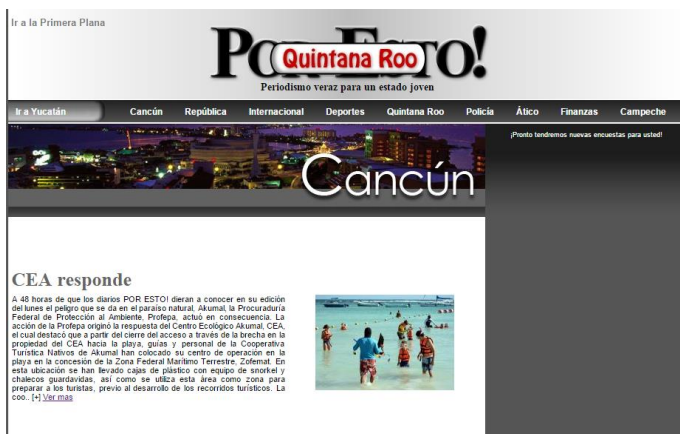 Ir a la Primera Plana
POR ESTO!
Quintana Roo
Periodismo veraz para un estado joven
Ir a Yucatán Cancún República Internacional Deportes Quintana Roo Policía Ático Finanzas Campeche
Cancún
¡Pronto tendremos nuevas encuestas para usted!
CEA responde
A 48 horas de que los diarios POR ESTO! dieran a conocer en su edición
del lunes el peligro que se da en el paraíso natural, Akumal, la Procuraduría
Federal de Protección al Ambiente, Profepa, actuó en consecuencia. La
acción de la Profepa originó la respuesta del Centro Ecológico Akumal, CEA,
el cual destacó que a partir del cierre del acceso a través de la brecha en la
propiedad del CEA hacia la playa, guías y personal de la Cooperativa
Turística Nativos de Akumal han colocado su centro de operación en la
playa en la concesión de la Zona Federal Marítimo Terrestre, Zofemat. En
esta ubicación se han llevado cajas de plástico con equipo de snorkel y
chalecos guardavidas, así como se utiliza esta área como zona para
preparar a los turistas, previo al desarrollo de los recorridos turísticos. La
coo.. [+] Ver mas